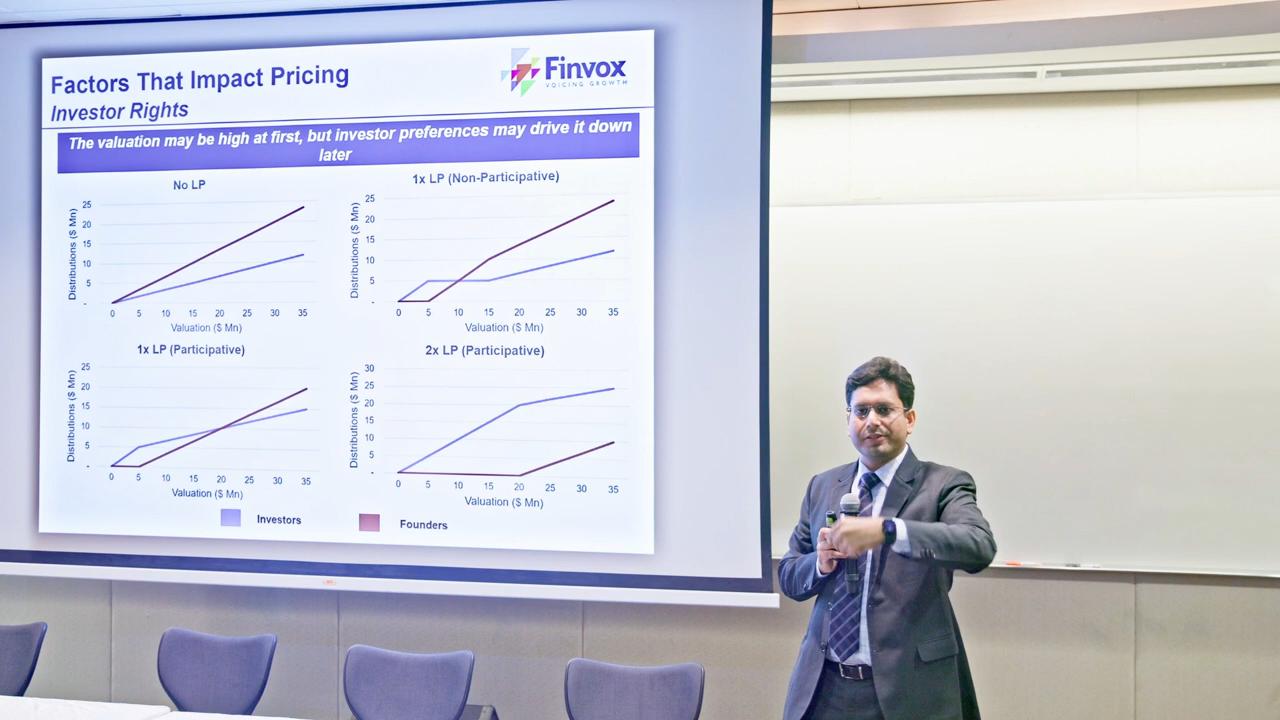 Factors That Impact Pricing
Investor Rights
Finvox
VOICING GROWTH
The valuation may be high at first, but investor preferences may drive it down
later
No LP
Distributions ($ Mn)
25
20
15
10
5
-
0 5 10 15 20 25 30 35
Valuation ($ Mn)
1x LP (Non-Participative)
Distributions ($ Mn)
25
20
15
10
5
-
0 5 10 15 20 25 30 35
Valuation ($ Mn)
1x LP (Participative)
Distributions ($ Mn)
25
20
15
10
5
-
0 5 10 15 20 25 30 35
Valuation ($ Mn)
2x LP (Participative)
Distributions ($ Mn)
30
25
20
15
10
5
-
0 5 10 15 20 25 30 35
Valuation ($ Mn)
Investors
Founders